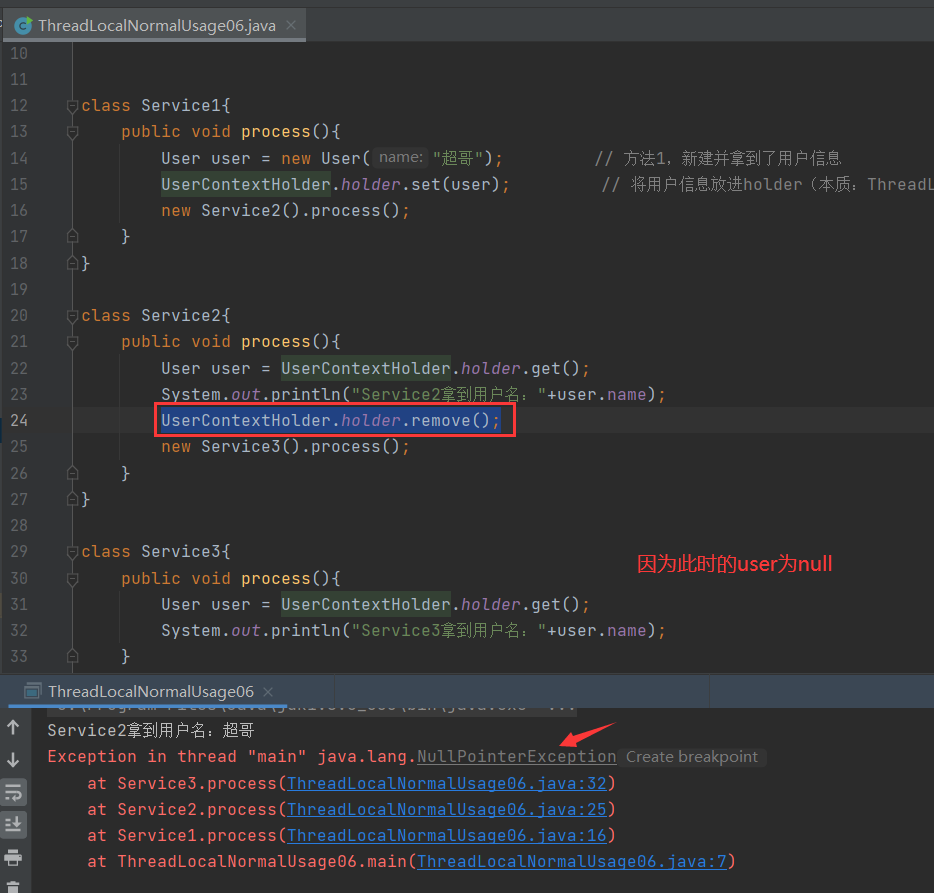 ThreadLocalNormalUsage06.java
10
11
12 class Service1{
13 public void process(){
14 User user = new User( name: "超哥"); // 方法1，新建并拿到了用户信息
15 UserContextHolder.holder.set(user); // 将用户信息放进holder（本质：ThreadL
16 new Service2().process();
17 }
18 }
19
20 class Service2{
21 public void process(){
22 User user = UserContextHolder.holder.get();
23 System.out.println("Service2拿到用户名："+user.name);
24 UserContextHolder.holder.remove();
25 new Service3().process();
26 }
27 }
28
29 class Service3{
因为此时的user为null
30 public void process(){
31 User user = UserContextHolder.holder.get();
32 System.out.println("Service3拿到用户名："+user.name);
33 }
ThreadLocalNormalUsage06
Service2拿到用户名：超哥
Exception in thread "main" java.lang.NullPointerException Create breakpoint
at Service3.process(ThreadLocalNormalUsage06.java:32)
at Service2.process(ThreadLocalNormalUsage06.java:25)
at Service1.process(ThreadLocalNormalUsage06.java:16)
at ThreadLocalNormalUsage06.main(ThreadLocalNormalUsage06.java:7)